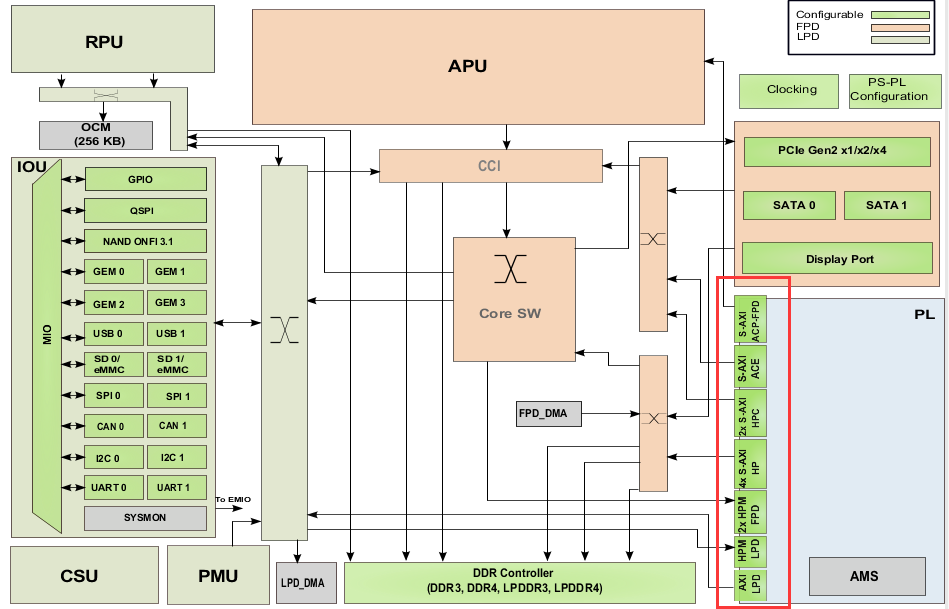 Configurable
FPD
LPD
RPU
APU
Clocking
PS-PL
Configuration
OCM
(256 KB)
CCI
PCIe Gen2 x1/x2/x4
SATA 0
SATA 1
Display Port
IOU
MIO
GPIO
QSPI
NAND ONFI 3.1
GEM 0
GEM 1
GEM 2
GEM 3
USB 0
USB 1
SD 0/
eMMC
SD 1/
eMMC
SPI 0
SPI 1
CAN 0
CAN 1
I2C 0
I2C 1
UART 0
UART 1
SYSMON
To EMIO
Core SW
FPD_DMA
PL
S-AXI
ACP-FPD
S-AXI
ACE
2x S-AXI
HPC
4x S-AXI
HP
2x HPM
FPD
HPM
LPD
AXI
LPD
AMS
CSU
PMU
LPD_DMA
DDR Controller
(DDR3, DDR4, LPDDR3, LPDDR4)